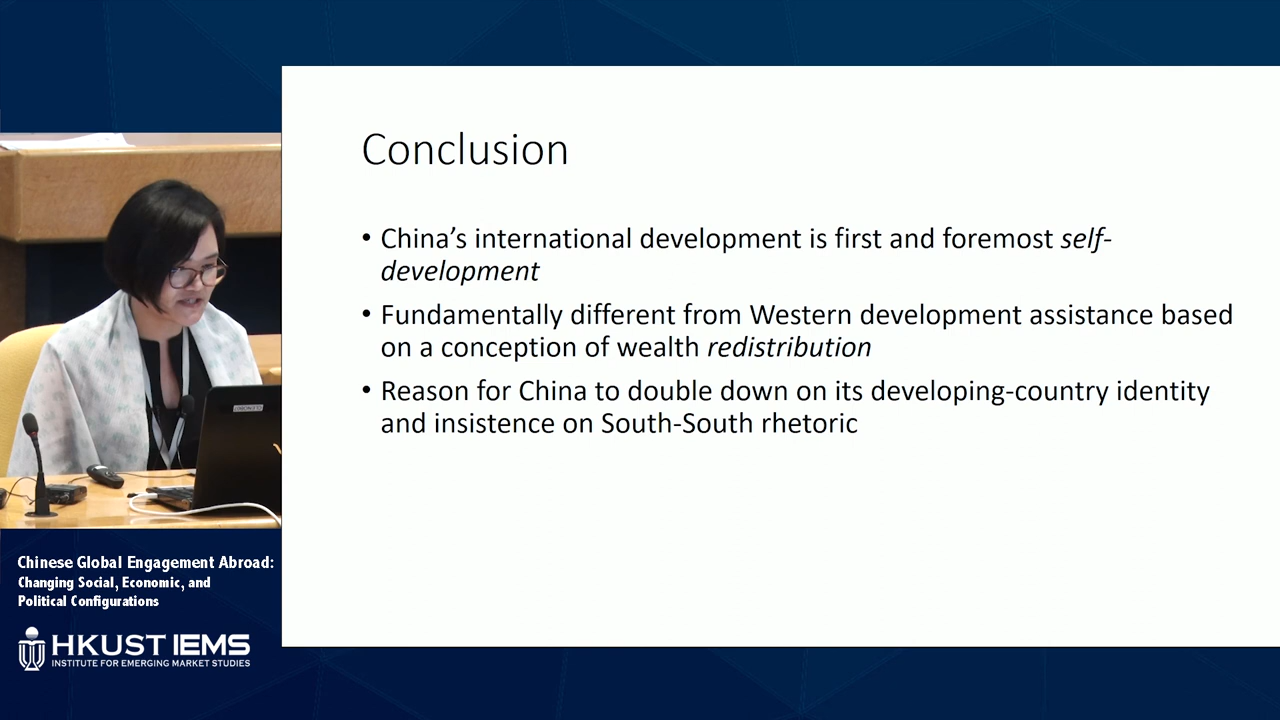 Conclusion
• China’s international development is first and foremost self-
development
• Fundamentally different from Western development assistance based
on a conception of wealth redistribution
• Reason for China to double down on its developing-country identity
and insistence on South-South rhetoric
Chinese Global Engagement Abroad:
Changing Social, Economic, and
Political Configurations
HKUST IEMS
INSTITUTE FOR EMERGING MARKET STUDIES